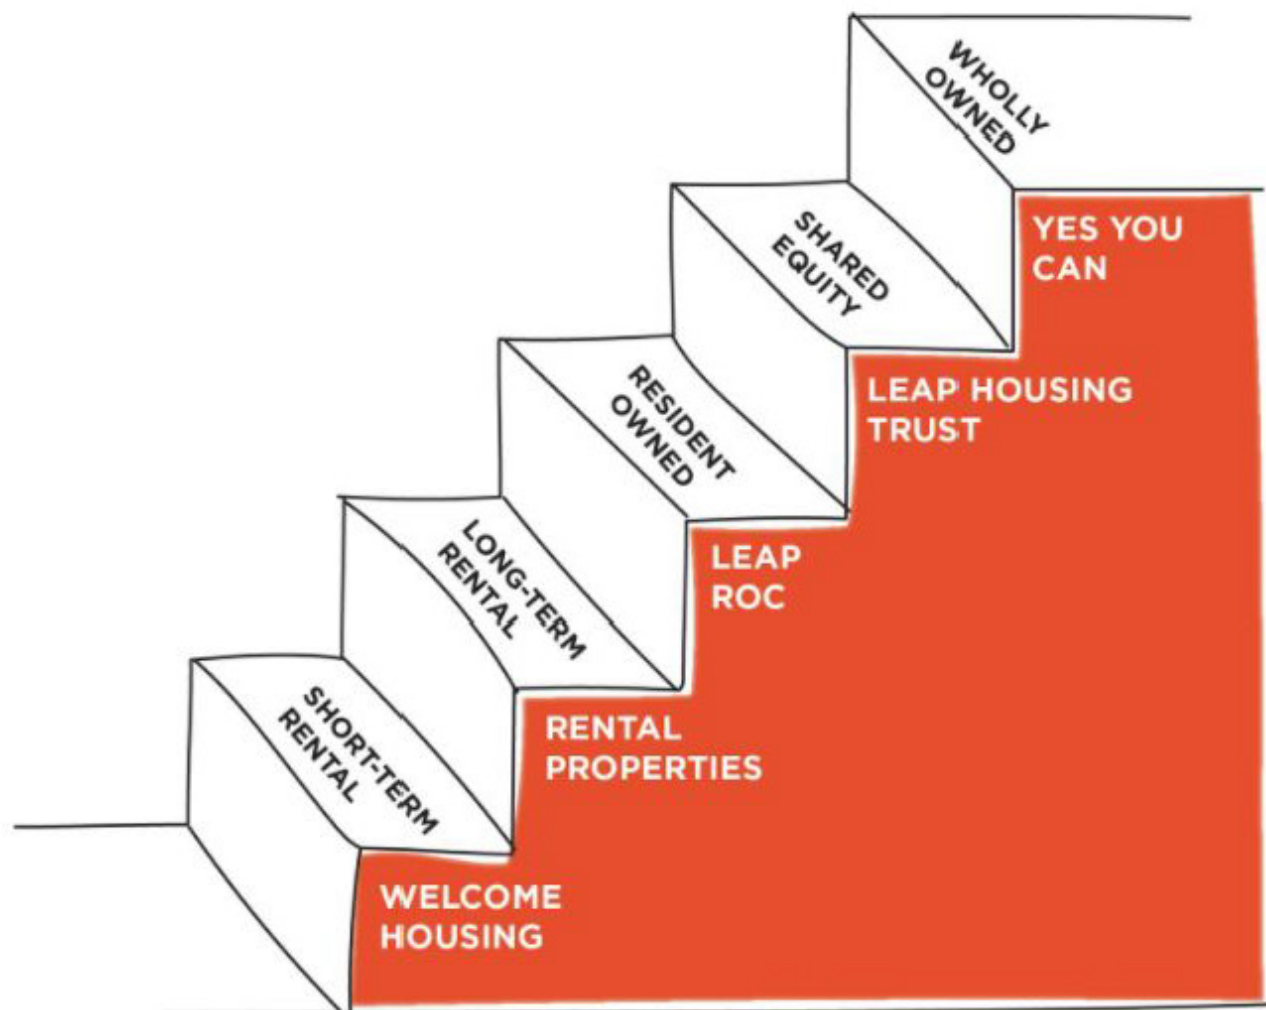 WHOLLY
OWNED
YES YOU
CAN
SHARED
EQUITY
LEAP HOUSING
TRUST
RESIDENT
OWNED
LEAP
ROC
LONG-TERM
RENTAL
RENTAL
PROPERTIES
SHORT-TERM
RENTAL
WELCOME
HOUSING